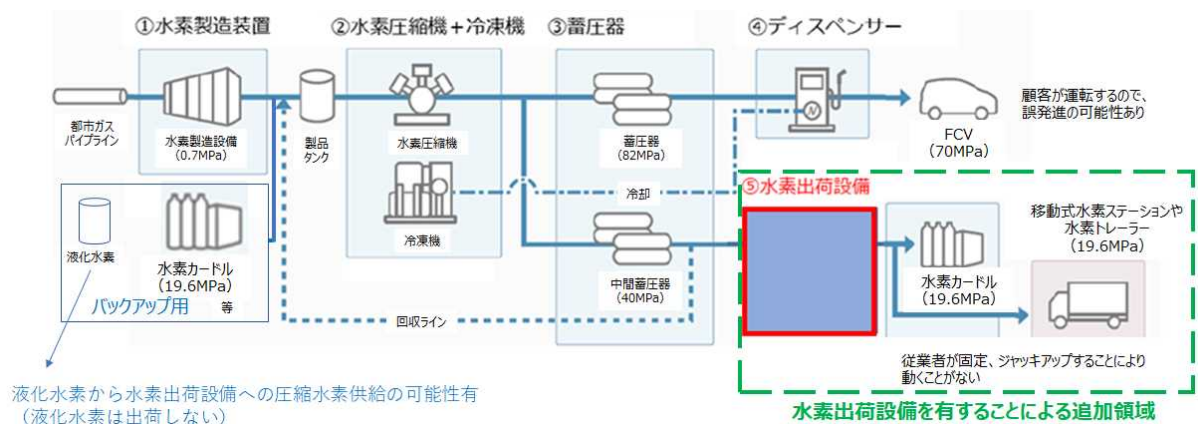 ①水素製造装置
②水素圧縮機＋冷凍機
③蓄圧器
④ディスペンサー
都市ガス
パイプライン
水素製造設備
（0.7MPa）
製品
タンク
水素圧縮機
蓄圧器
（82MPa）
N
FCV
（70MPa）
顧客が運転するので、
誤発進の可能性あり
冷却
冷凍機
液化水素
水素カードル
（19.6MPa）
等
バックアップ用
中間蓄圧器
（40MPa）
回収ライン
⑤水素出荷設備
水素カードル
（19.6MPa）
移動式水素ステーションや
水素トレーラー
（19.6MPa）
従業者が固定、ジャッキアップすることにより
動くことがない
水素出荷設備を有することによる追加領域
液化水素から水素出荷設備への圧縮水素供給の可能性有
（液化水素は出荷しない）